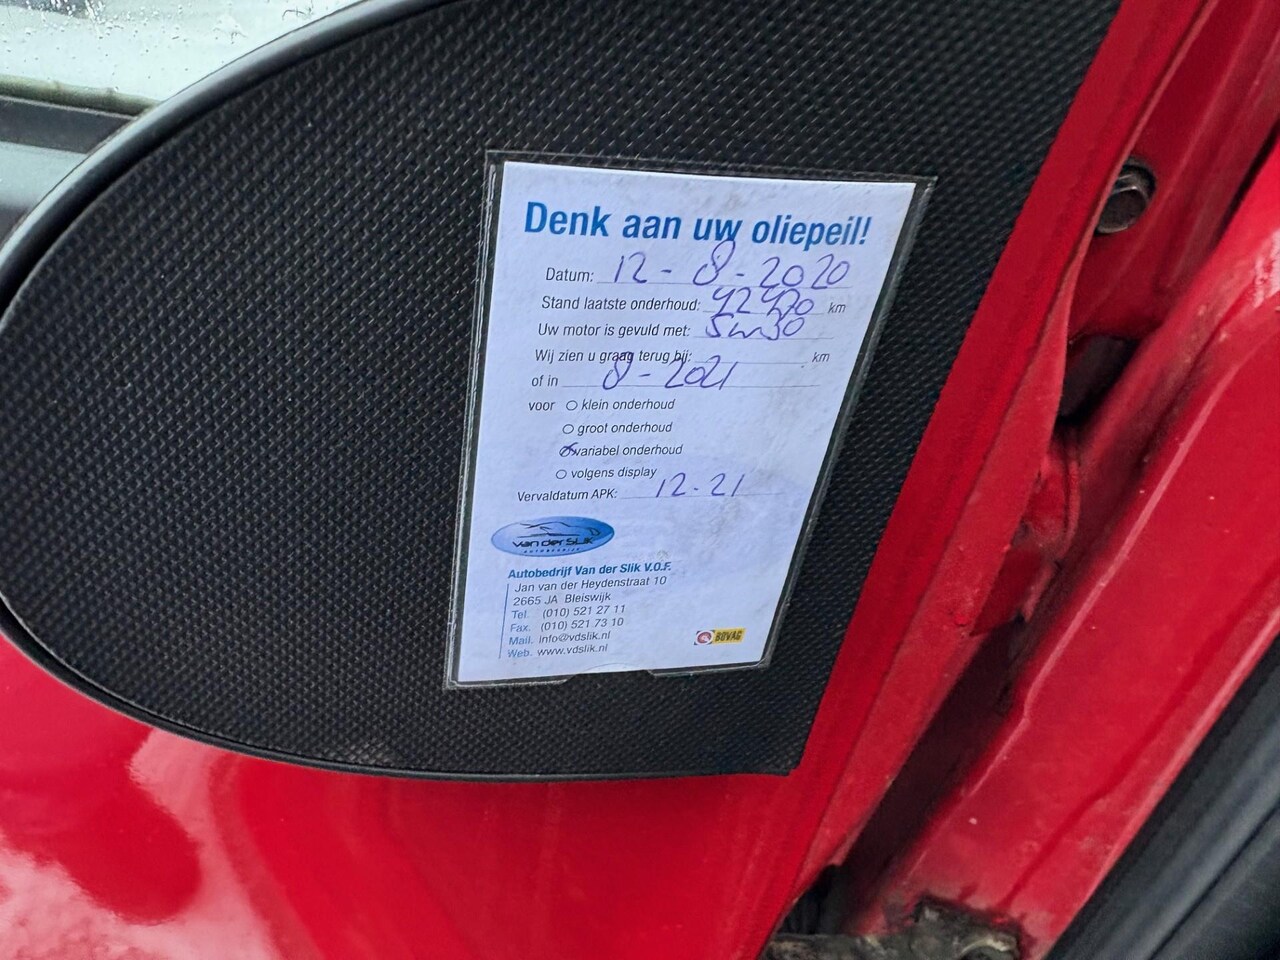 Denk aan uw oliepeil!
Datum: 12 - 8 - 2020
Stand laatste onderhoud: 42470 km
Uw motor is gevuld met: 5w30
Wij zien u graag terug bij: km
of in 8 - 2021
voor klein onderhoud
groot onderhoud
variabel onderhoud
volgens display
Vervaldatum APK: 12-21
van der SLIK
AUTOBEDRIJF
Autobedrijf Van der Slik V.O.F.
Jan van der Heydenstraat 10
2665 JA Bleiswijk
Tel. (010) 521 27 11
Fax. (010) 521 73 10
Mail. info@vdslik.nl
Web. www.vdslik.nl
BOVAG